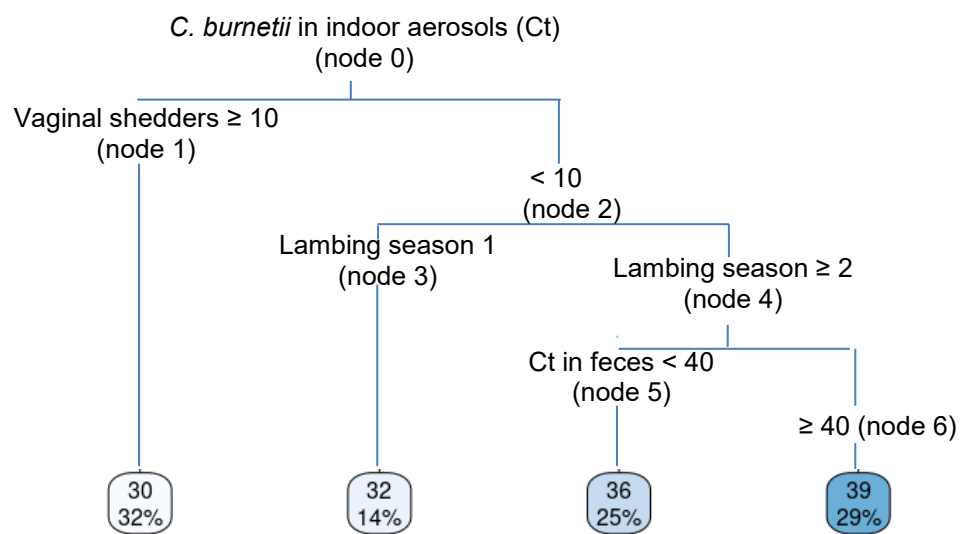 C. burnetii in indoor aerosols (Ct)
(node 0)
Vaginal shedders ≥ 10
(node 1)
< 10
(node 2)
Lambing season 1
(node 3)
Lambing season ≥ 2
(node 4)
Ct in feces < 40
(node 5)
≥ 40 (node 6)
30
32%
32
14%
36
25%
39
29%